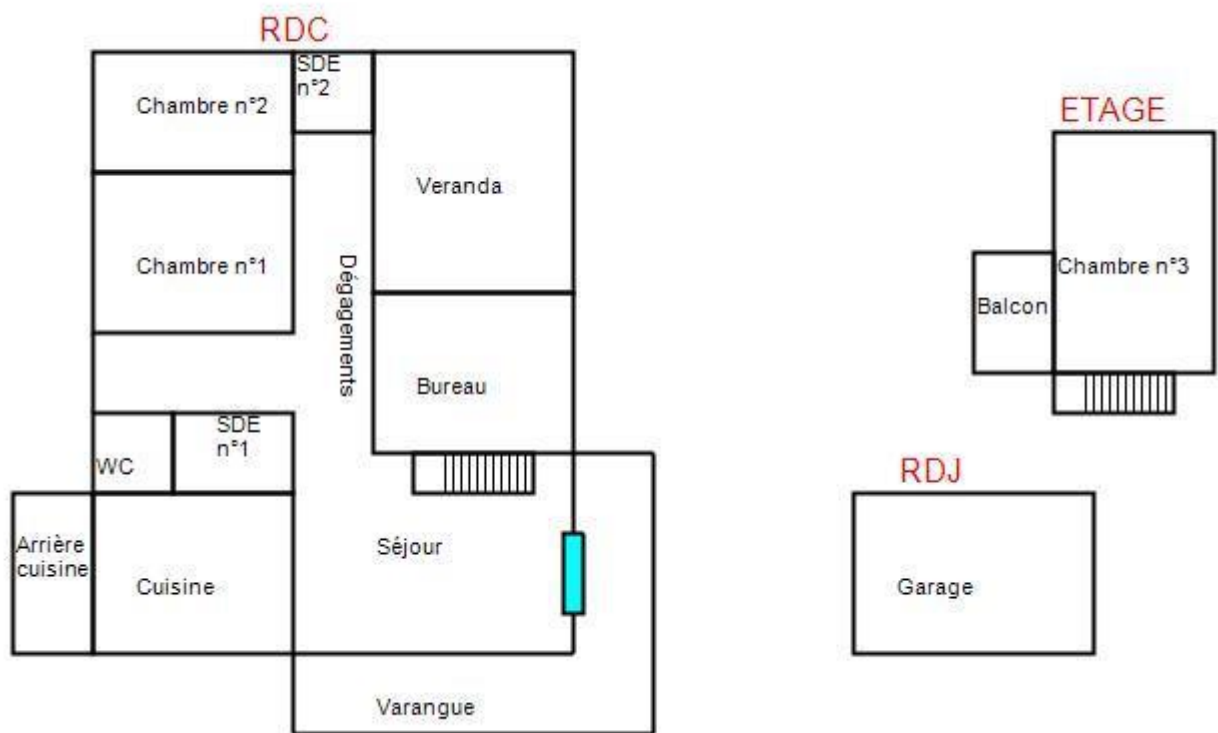 RDC
SDE
n°2
Chambre n°2
Veranda
Chambre n°1
Dégagements
Bureau
SDE
n°1
WC
Arrière
cuisine
Cuisine
Séjour
Varangue
ETAGE
Chambre n°3
Balcon
RDJ
Garage